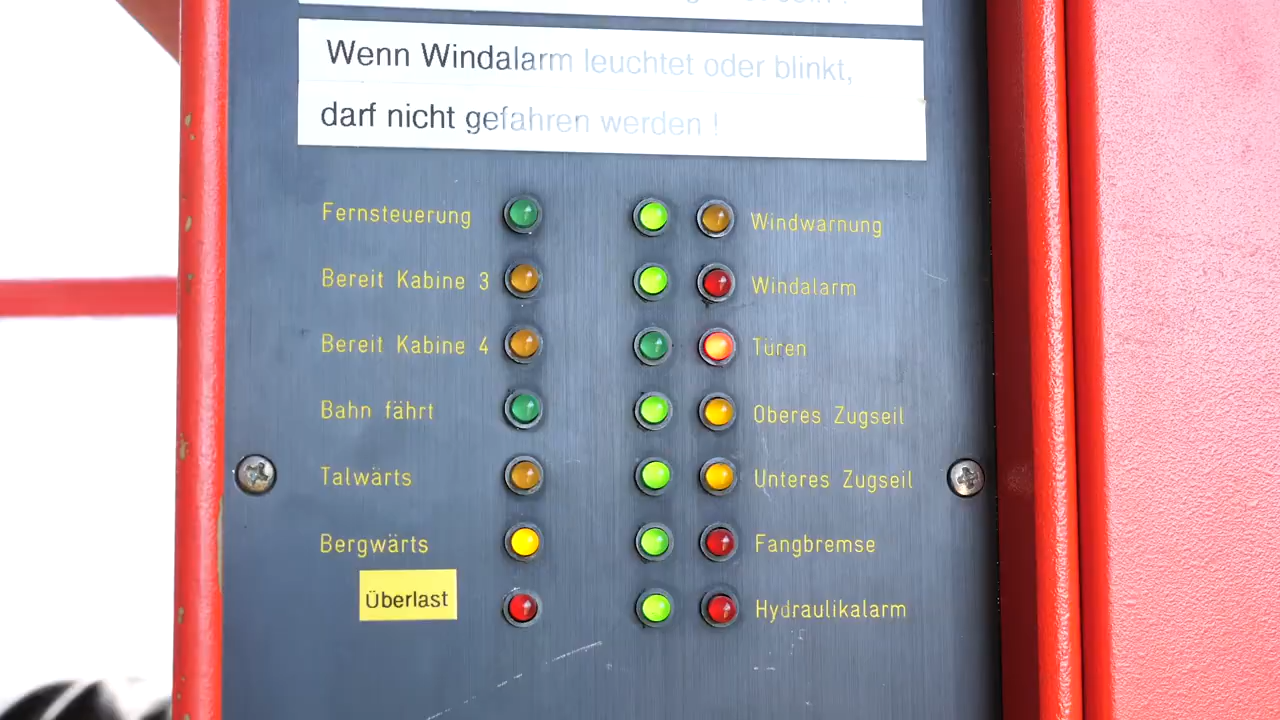 Wenn Windalarm leuchtet oder blinkt,
darf nicht gefahren werden !
Fernsteuerung
Windwarnung
Bereit Kabine 3
Windalarm
Bereit Kabine 4
Türen
Bahn fährt
Oberes Zugseil
Talwärts
Unteres Zugseil
Bergwärts
Fangbremse
Überlast
Hydraulikalarm